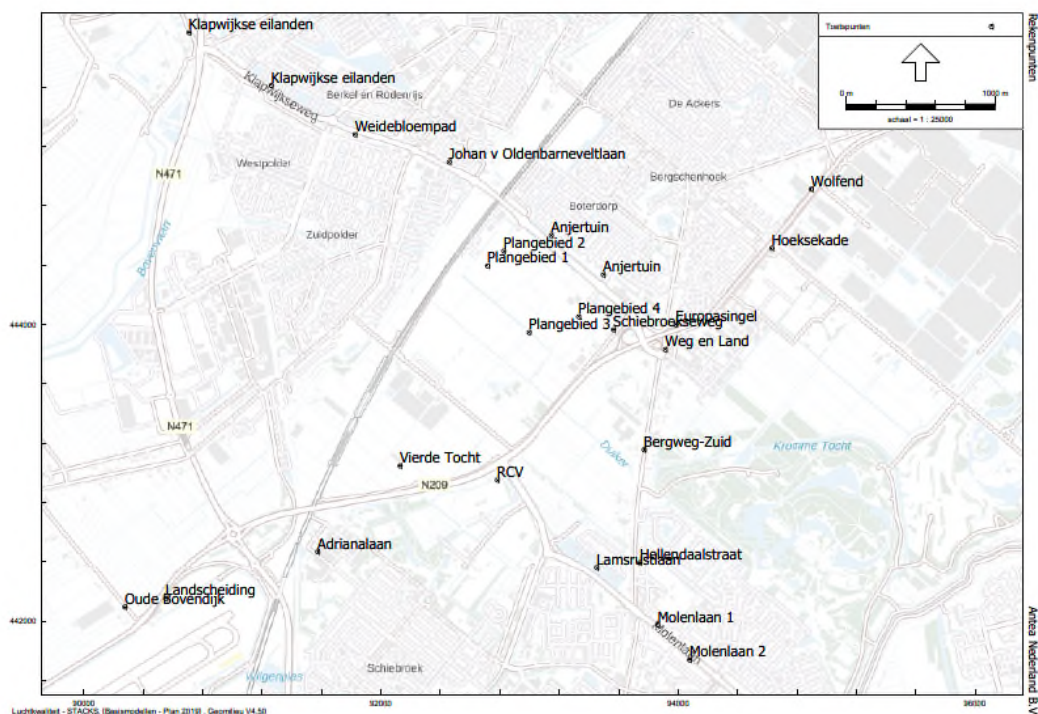 Klapwijkse eilanden
Toetspunten
Rekenpunten
0 m
1000 m
schaal = 1 : 25000
Klapwijkse eilanden
Klapwijkseweg
Berkel en Rodenrijs
De Ackers
Weidebloempad
Johan v Oldenbarneveltlaan
Westpolder
N471
Bergschenhoek
Wolfend
Boterdorp
Zuidpolder
Anjertuin
Plangebied 2
Hoeksekade
Plangebied 1
Anjertuin
Plangebied 4
Europasingel
Schiebroekseweg
Plangebied 3
444000
Weg en Land
N471
Bergweg-Zuid
Kromme Tocht
Duiker
Vierde Tocht
RCV
N209
Adrianalaan
Hellendaalstraat
Lamsrustlaan
Landscheiding
Oude Bovendijk
442000
Molenlaan 1
Molenlaan
Molenlaan 2
Schiebroek
Wilgenplas
Antea Nederland B.V
90000
92000
94000
96000
Luchtkwaliteit - STACKS, [Basismodellen - Plan 2019] , Geomilieu V4.50